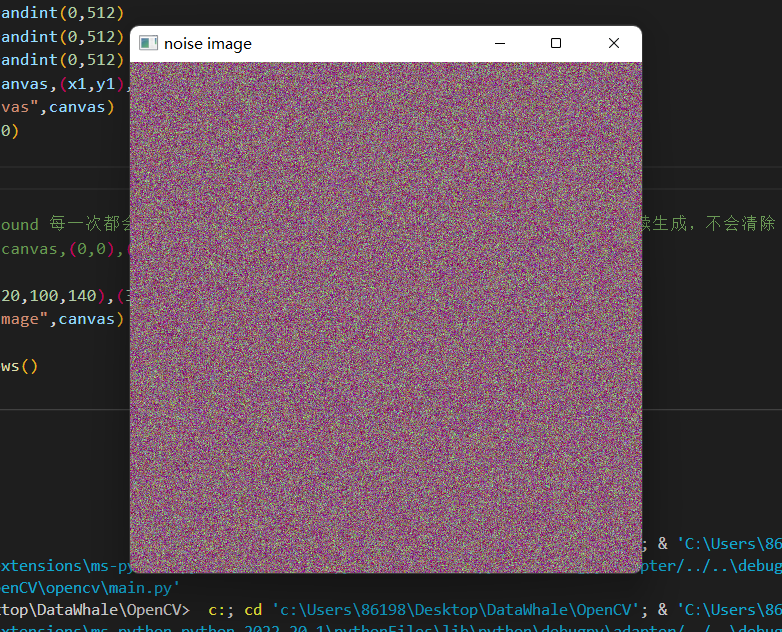 andint(0,512)
noise image
andint(0,512)
andint(0,512)
anvas,(x1,y1),
vas",canvas)
0)
ound 每一次都会 续生成，不会清除
canvas,(0,0),
20,100,140),(
mage",canvas)
ws()
; & 'C:\Users\86
xtensions\ms-py pter/../..\debug
enCV\opencv\main.py'
ktop\DataWhale\OpenCV> c:; cd 'c:\Users\86198\Desktop\DataWhale\OpenCV'; & 'C:\Users\86
xtensions\ms-python.python-2022.20.1\pythonFiles\lib\python\debugpy\adapter/../..\debug